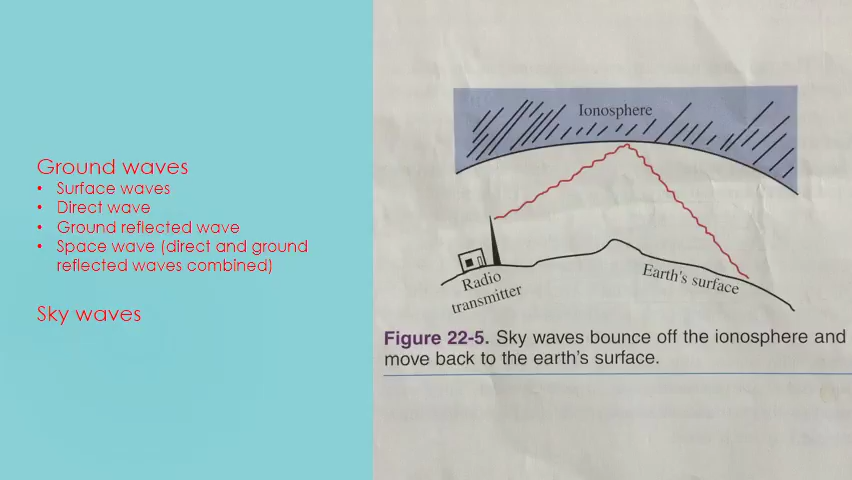 Ground waves
• Surface waves
• Direct wave
• Ground reflected wave
• Space wave (direct and ground
reflected waves combined)
Sky waves
Ionosphere
Radio
transmitter
Earth's surface
Figure 22-5. Sky waves bounce off the ionosphere and
move back to the earth's surface.